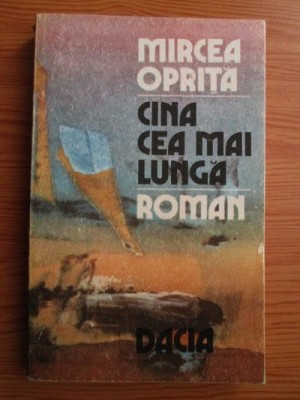 MIRCEA
OPRIȚĂ
CINA
CEA MAI
LUNGĂ
ROMAN
DACIA